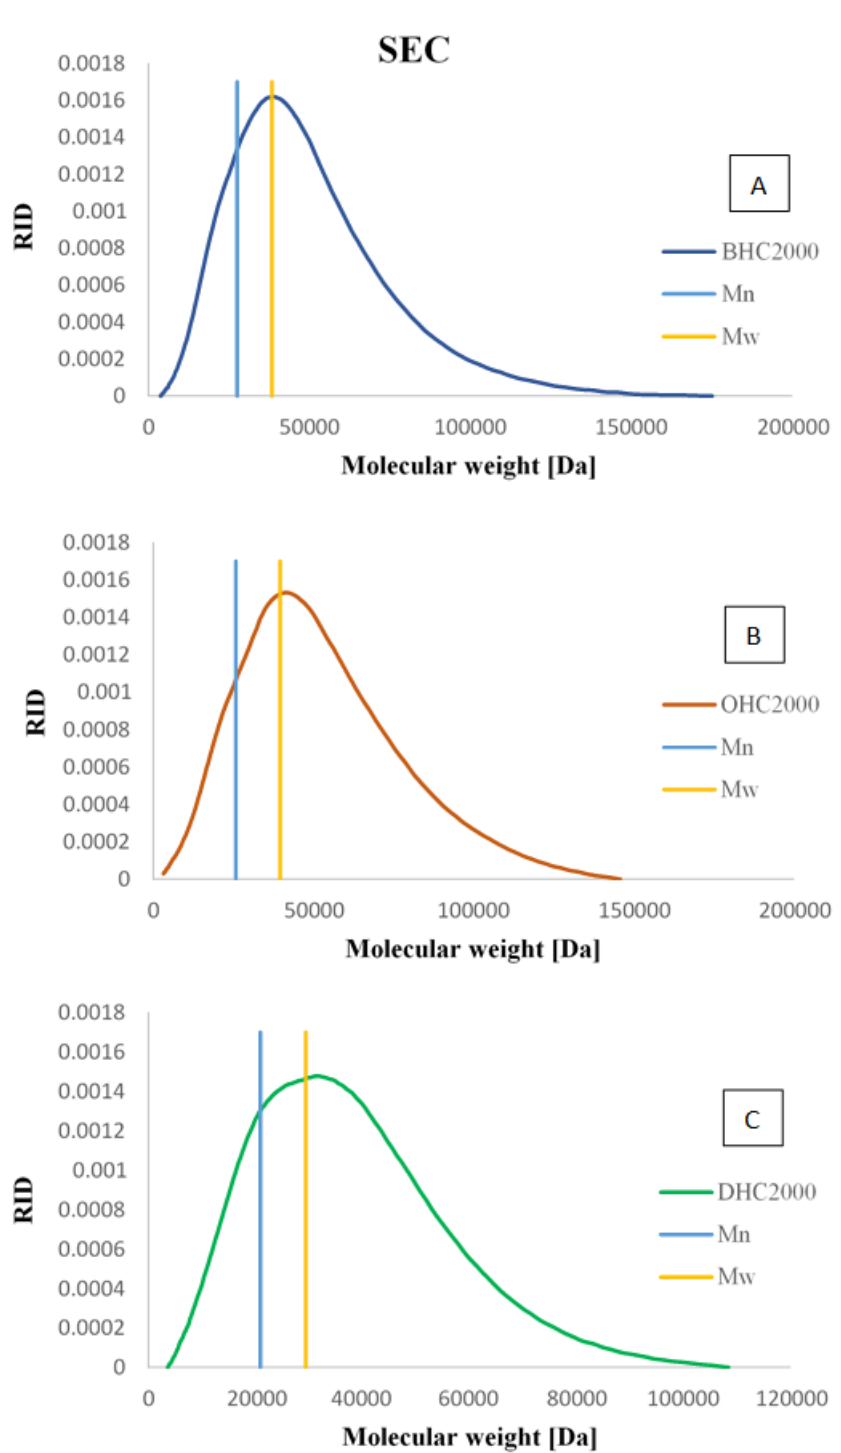 SEC
0.0018
0.0016
0.0014
0.0012
0.001
0.0008
0.0006
0.0004
0.0002
0
RID
A
BHC2000
Mn
Mw
0 50000 100000 150000 200000
Molecular weight [Da]
0.0018
0.0016
0.0014
0.0012
0.001
0.0008
0.0006
0.0004
0.0002
0
RID
B
OHC2000
Mn
Mw
0 50000 100000 150000 200000
Molecular weight [Da]
0.0018
0.0016
0.0014
0.0012
0.001
0.0008
0.0006
0.0004
0.0002
0
RID
C
DHC2000
Mn
Mw
0 20000 40000 60000 80000 100000 120000
Molecular weight [Da]